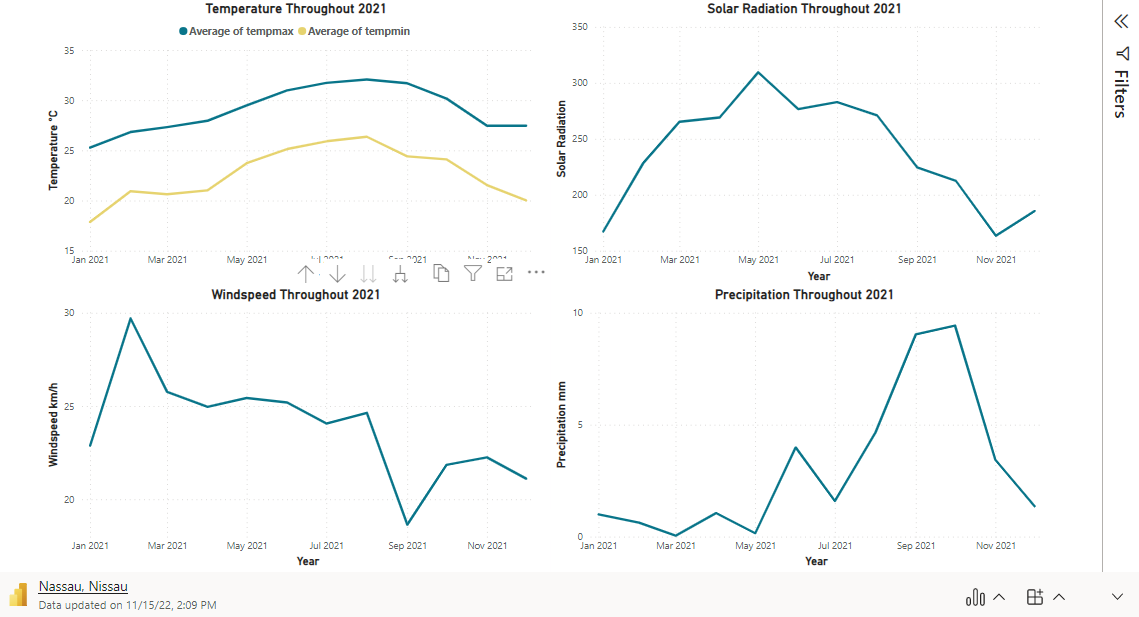 Temperature Throughout 2021
Average of tempmax Average of tempmin
Temperature °C
35
30
25
20
15
Jan 2021 Mar 2021 May 2021 Jul 2021 Sep 2021 Nov 2021
Solar Radiation Throughout 2021
Solar Radiation
350
300
250
200
150
Jan 2021 Mar 2021 May 2021 Jul 2021 Sep 2021 Nov 2021
Year
Windspeed Throughout 2021
Windspeed km/h
30
25
20
Jan 2021 Mar 2021 May 2021 Jul 2021 Sep 2021 Nov 2021
Year
Precipitation Throughout 2021
Precipitation mm
10
5
0
Jan 2021 Mar 2021 May 2021 Jul 2021 Sep 2021 Nov 2021
Year
Filters
Nassau, Nissau
Data updated on 11/15/22, 2:09 PM